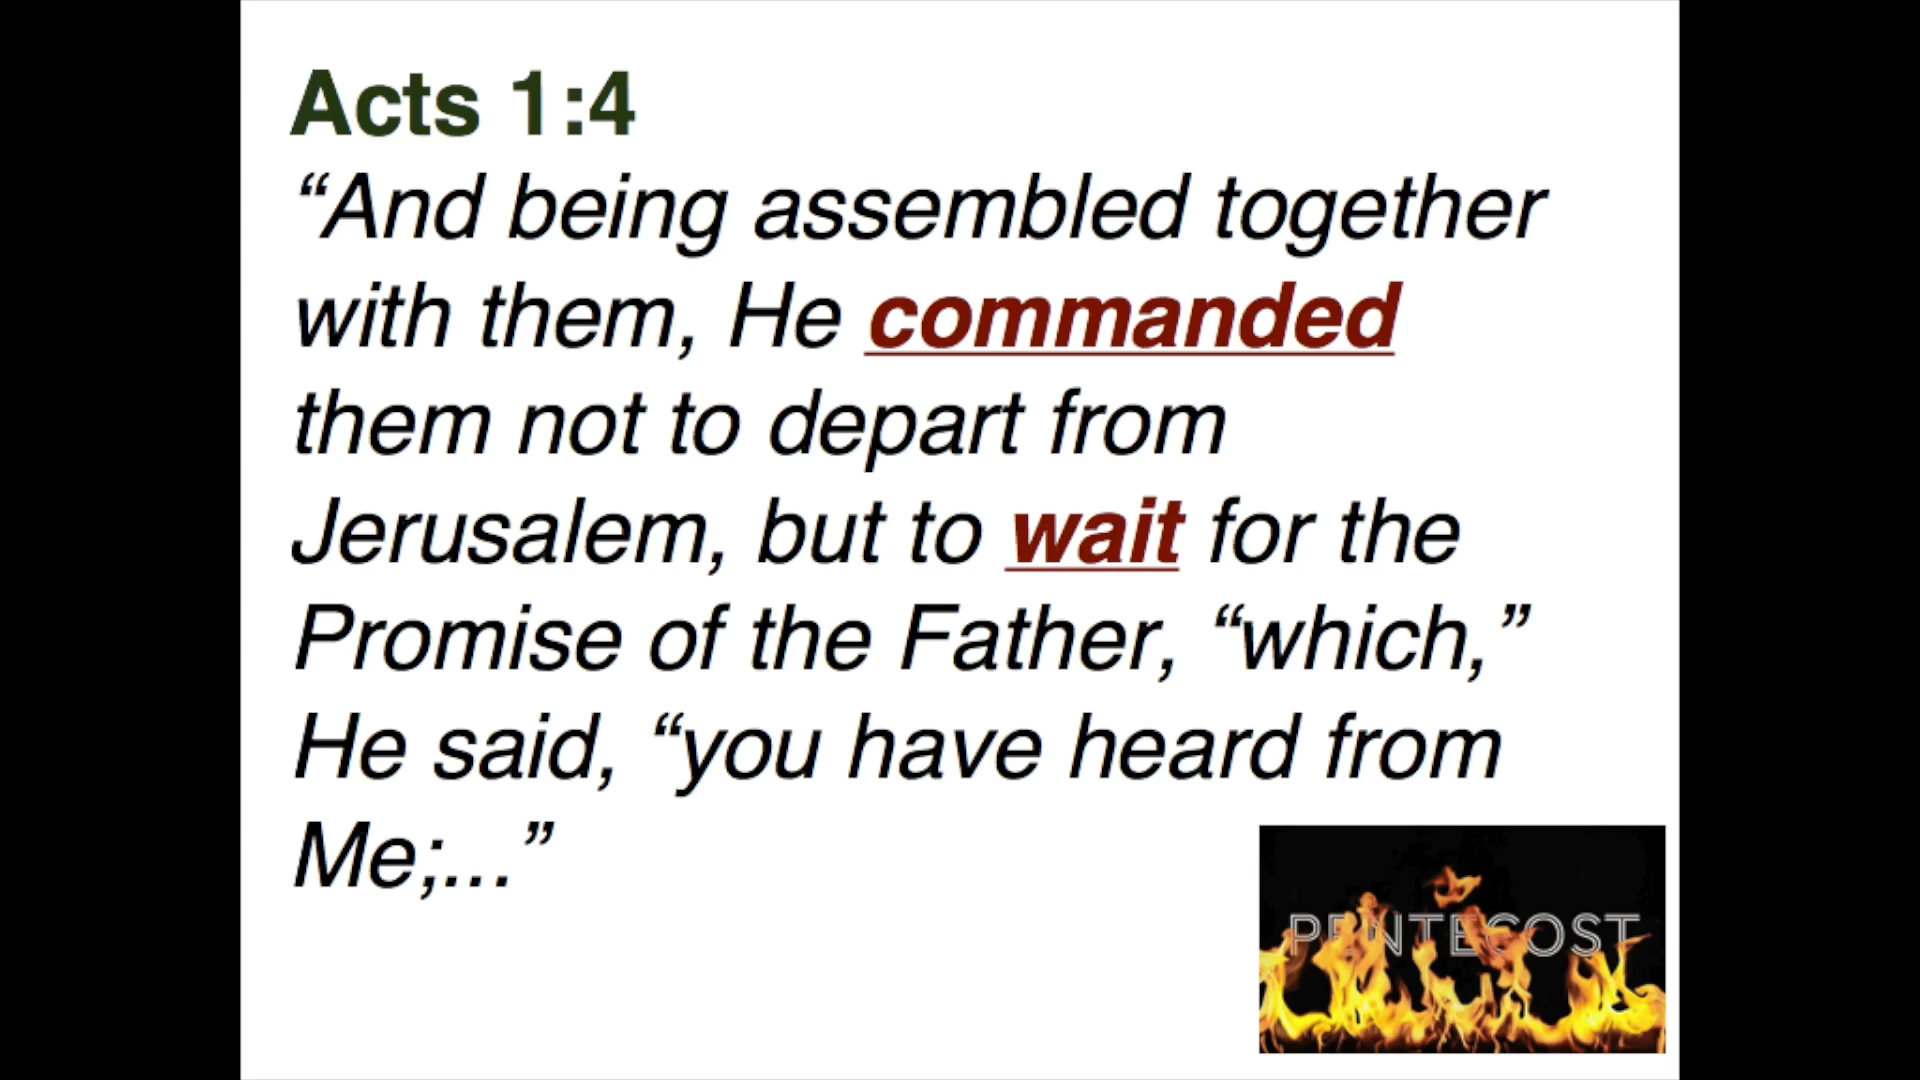 Acts 1:4
“And being assembled together
with them, He commanded
them not to depart from
Jerusalem, but to wait for the
Promise of the Father, “which,”
He said, “you have heard from
Me;...”
PENTECOST